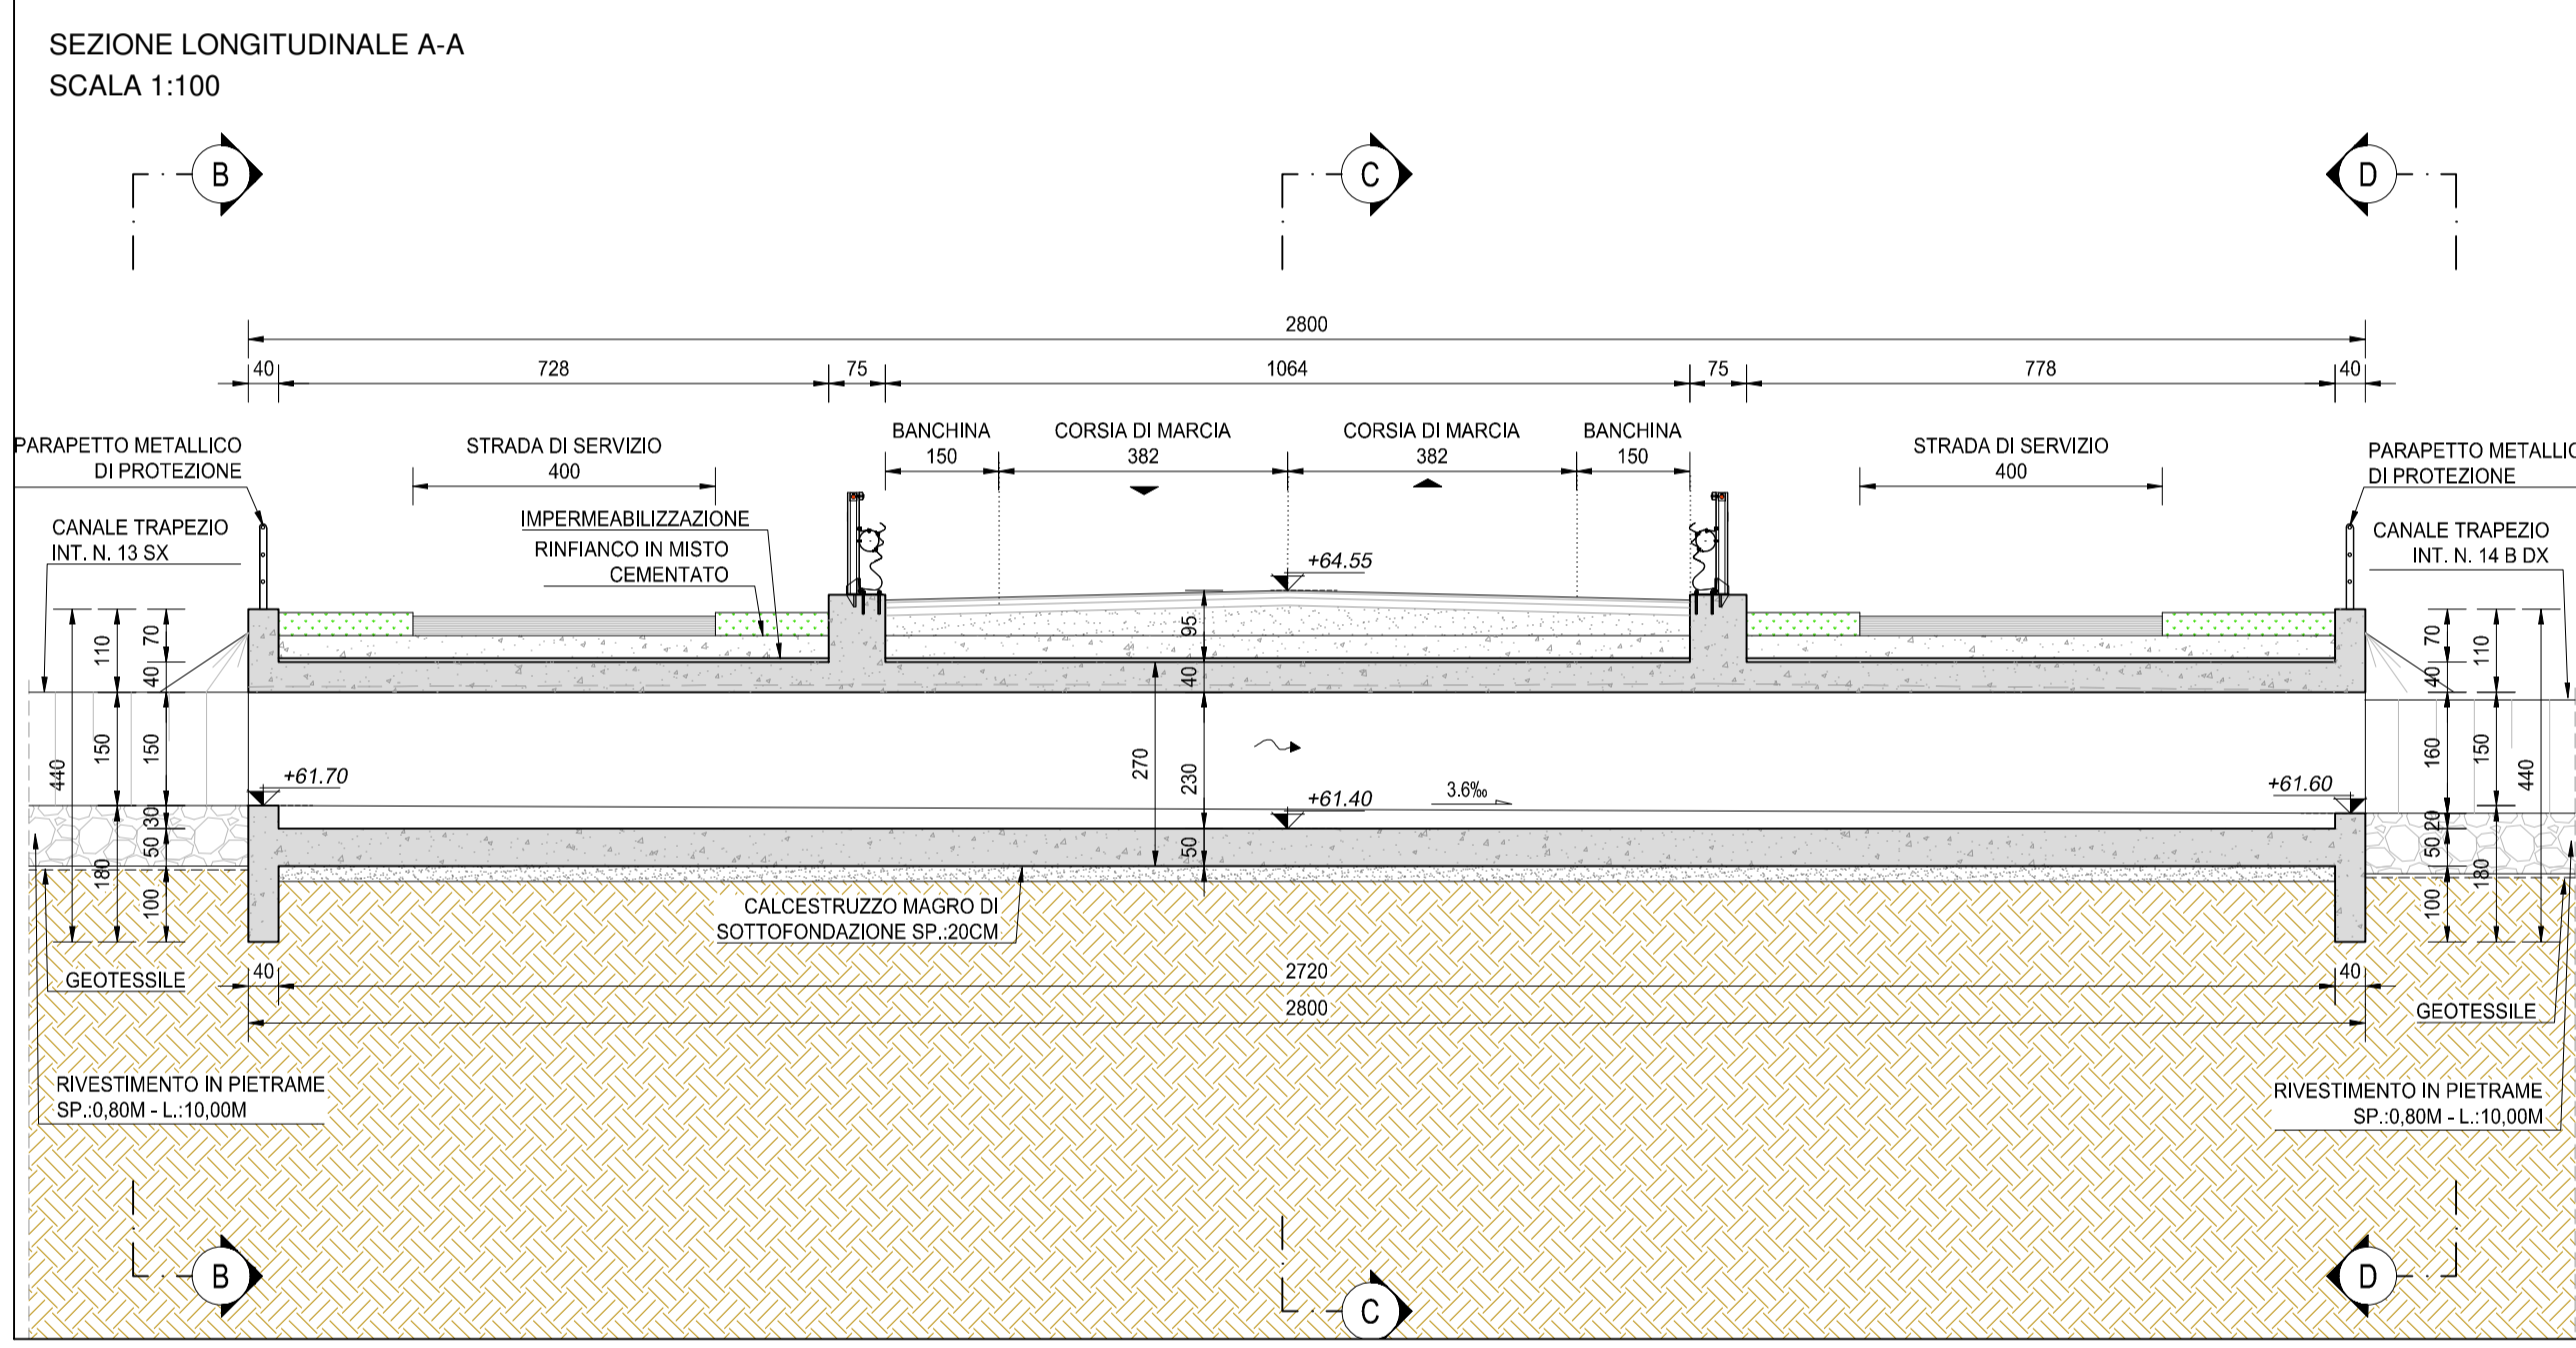 SEZIONE LONGITUDINALE A-A
SCALA 1:100
B
C
D
2800
40
728
75
1064
75
778
40
PARAPETTO METALLICO
DI PROTEZIONE
STRADA DI SERVIZIO
400
BANCHINA
150
CORSIA DI MARCIA
382
CORSIA DI MARCIA
382
BANCHINA
150
STRADA DI SERVIZIO
400
PARAPETTO METALLIC
DI PROTEZIONE
CANALE TRAPEZIO
INT. N. 13 SX
IMPERMEABILIZZAZIONE
RINFIANCO IN MISTO
CEMENTATO
+64.55
CANALE TRAPEZIO
INT. N. 14 B DX
440
110
150
180
70
40
150
30
50
100
+61.70
270
95
40
230
50
+61.40
3.6‰
+61.60
70
40
160
20
50
100
110
150
180
440
CALCESTRUZZO MAGRO DI
SOTTOFONDAZIONE SP.:20CM
GEOTESSILE
40
2720
40
2800
GEOTESSILE
RIVESTIMENTO IN PIETRAME
SP.:0,80M - L.:10,00M
RIVESTIMENTO IN PIETRAME
SP.:0,80M - L.:10,00M
B
C
D